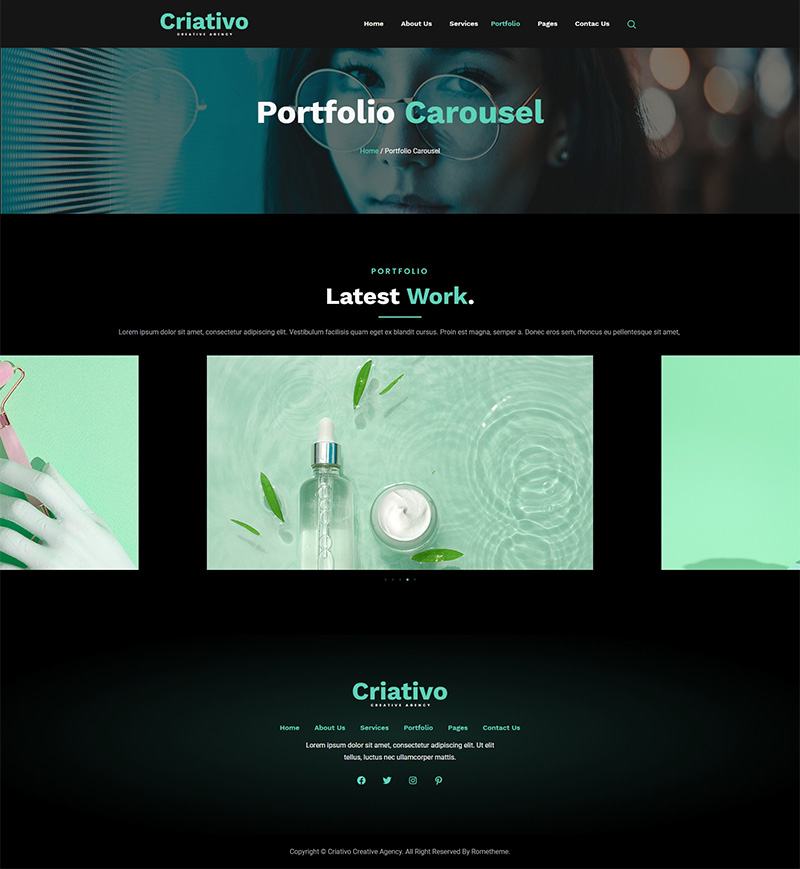 Criativo
CREATIVE AGENCY
Home About Us Services Portfolio Pages Contac Us
Portfolio Carousel
Home / Portfolio Carousel
PORTFOLIO
Latest Work.
Lorem ipsum dolor sit amet, consectetur adipiscing elit. Vestibulum facilisis quam eget ex blandit cursus. Proin est magna, semper a. Donec eros sem, rhoncus eu pellentesque sit amet,
Criativo
CREATIVE AGENCY
Home About Us Services Portfolio Pages Contact Us
Lorem ipsum dolor sit amet, consectetur adipiscing elit. Ut elit
tellus, luctus nec ullamcorper mattis.
Copyright © Criativo Creative Agency. All Right Reserved By Rometheme.